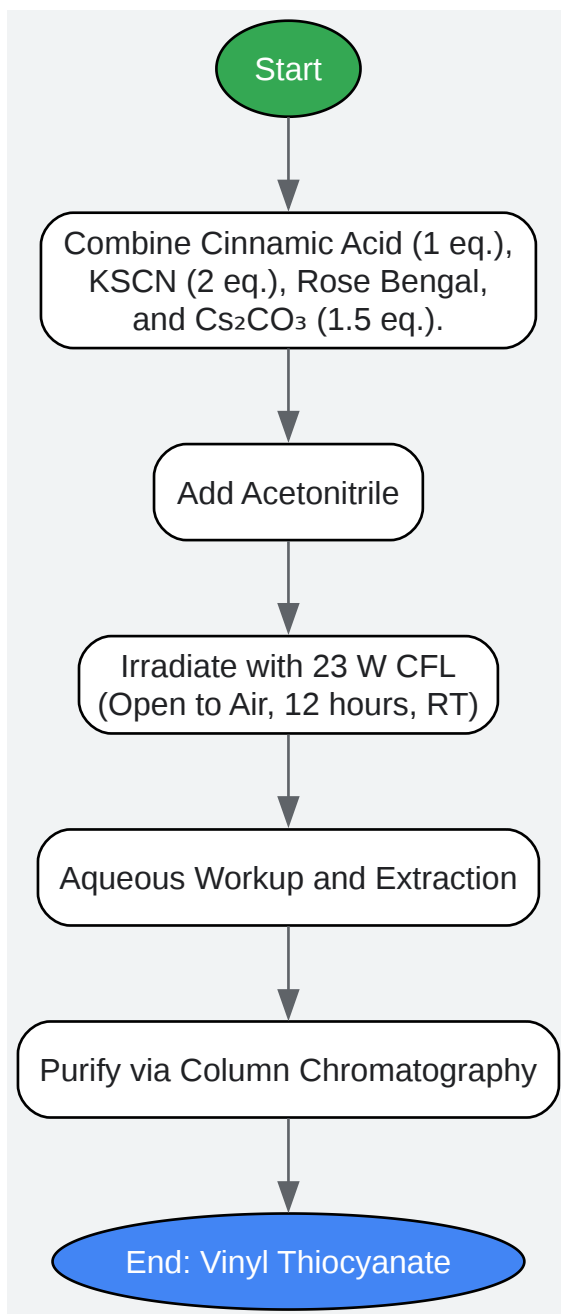 Start
Combine Cinnamic Acid (1 eq.),
KSCN (2 eq.), Rose Bengal,
and Cs₂CO₃ (1.5 eq.).
Add Acetonitrile
Irradiate with 23 W CFL
(Open to Air, 12 hours, RT)
Aqueous Workup and Extraction
Purify via Column Chromatography
End: Vinyl Thiocyanate